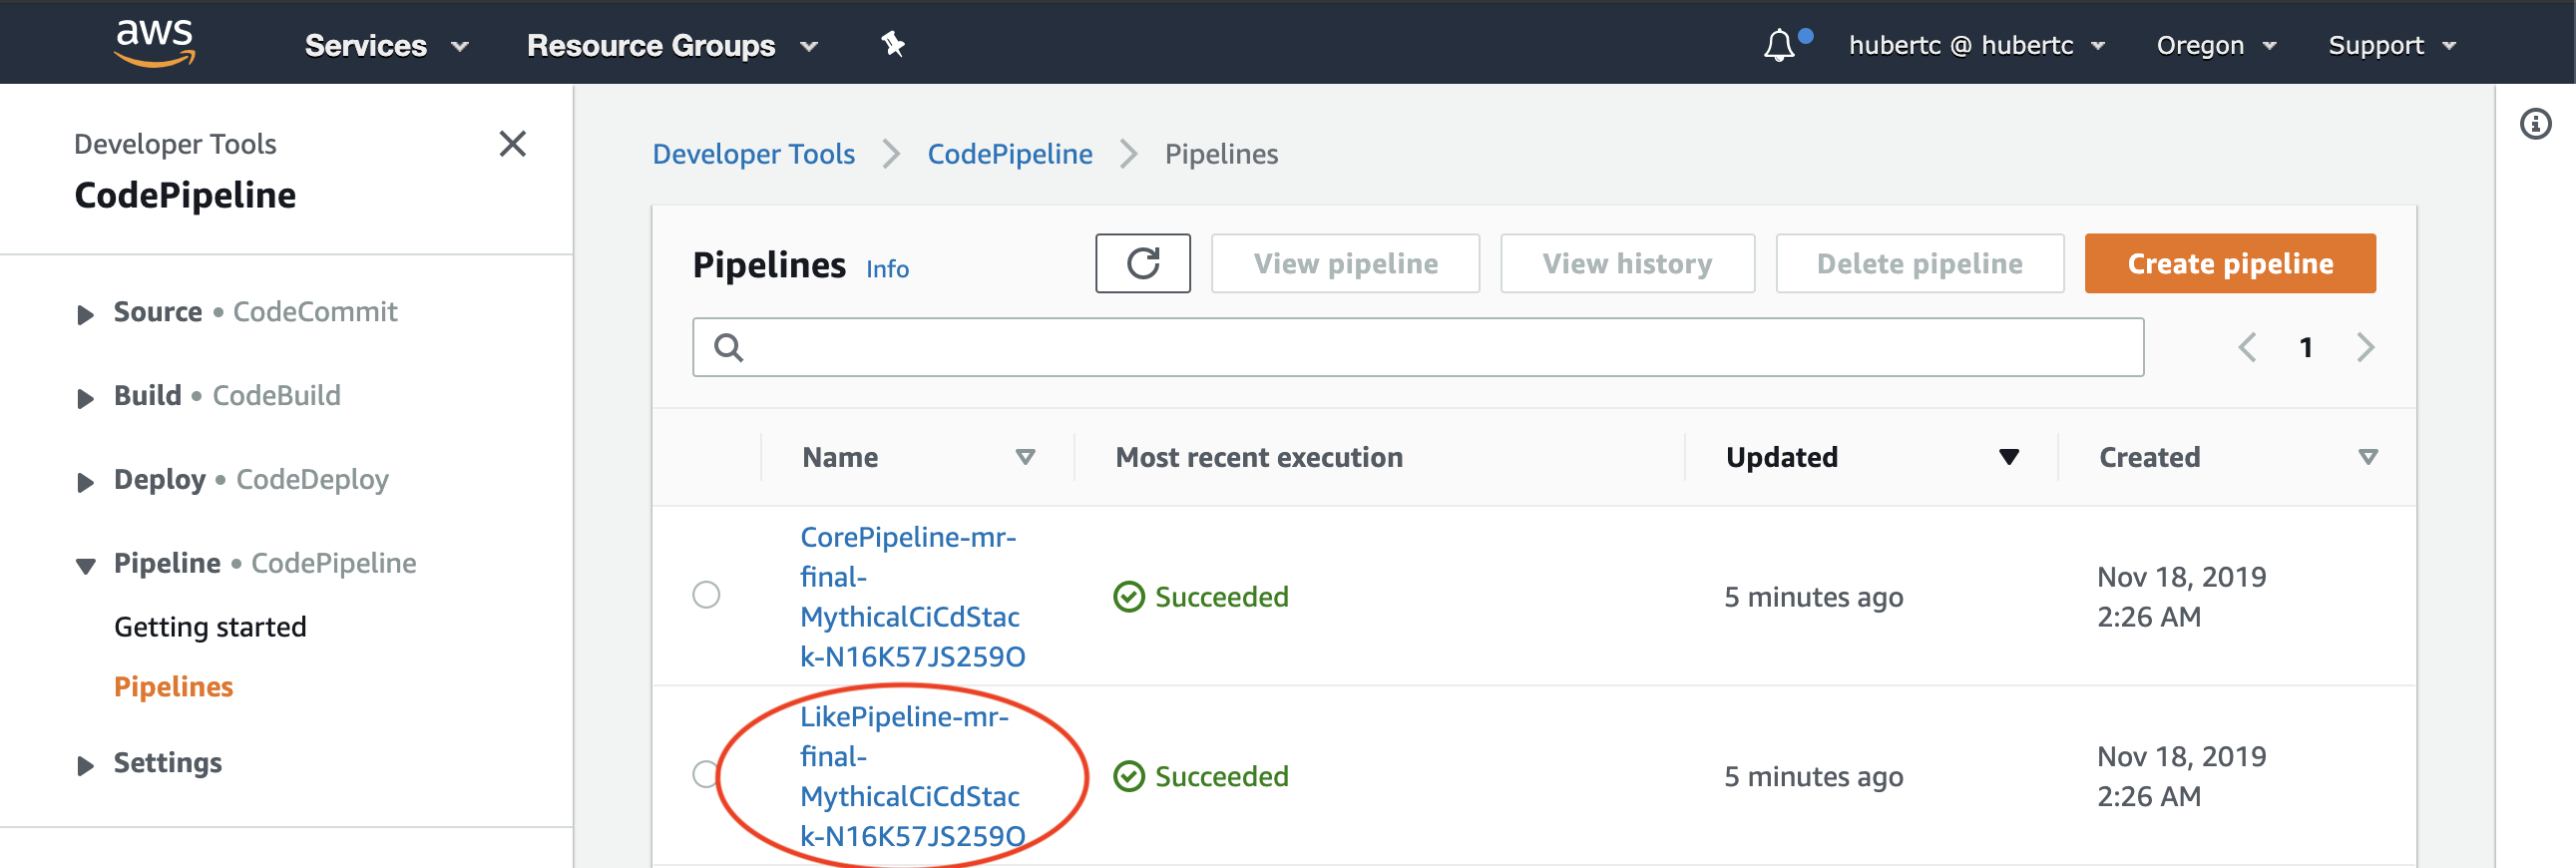 aws Services Resource Groups hubertc @ hubertc Oregon Support
Developer Tools
CodePipeline
Source • CodeCommit
Build • CodeBuild
Deploy • CodeDeploy
Pipeline • CodePipeline
Getting started
Pipelines
Settings
Developer Tools > CodePipeline > Pipelines
Pipelines Info View pipeline View history Delete pipeline Create pipeline
1
Name Most recent execution Updated Created
CorePipeline-mr-
final-
MythicalCiCdStac
k-N16K57JS259O
Succeeded
5 minutes ago
Nov 18, 2019
2:26 AM
LikePipeline-mr-
final-
MythicalCiCdStac
k-N16K57JS259O
Succeeded
5 minutes ago
Nov 18, 2019
2:26 AM